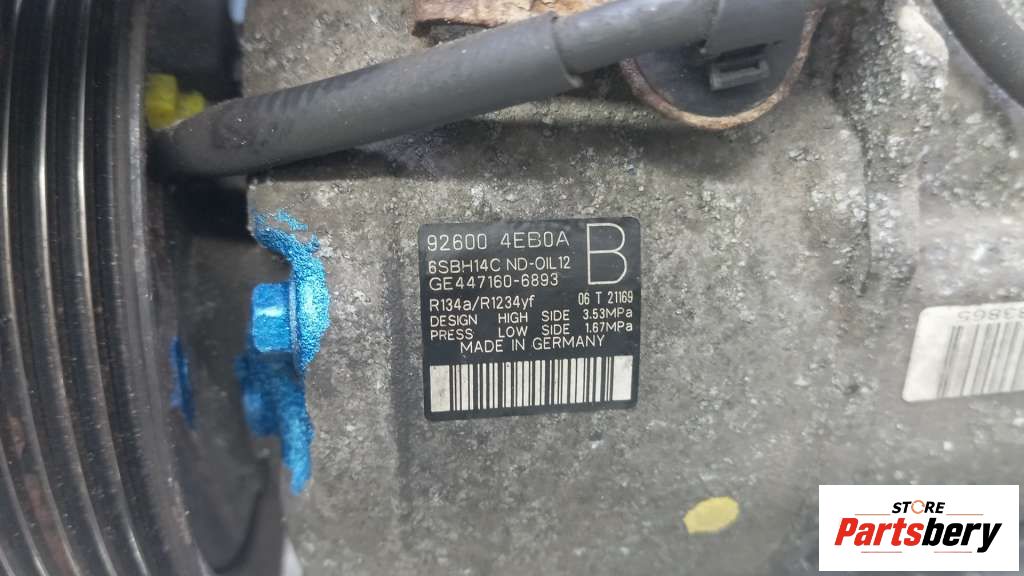 92600 4EB0A
B
6SBH14C ND-OIL12
GE447160-6893
R134a/R1234yf 06 T 21169
DESIGN HIGH SIDE 3.53MPa
PRESS LOW SIDE 1.67MPa
MADE IN GERMANY
STORE
Partsbery